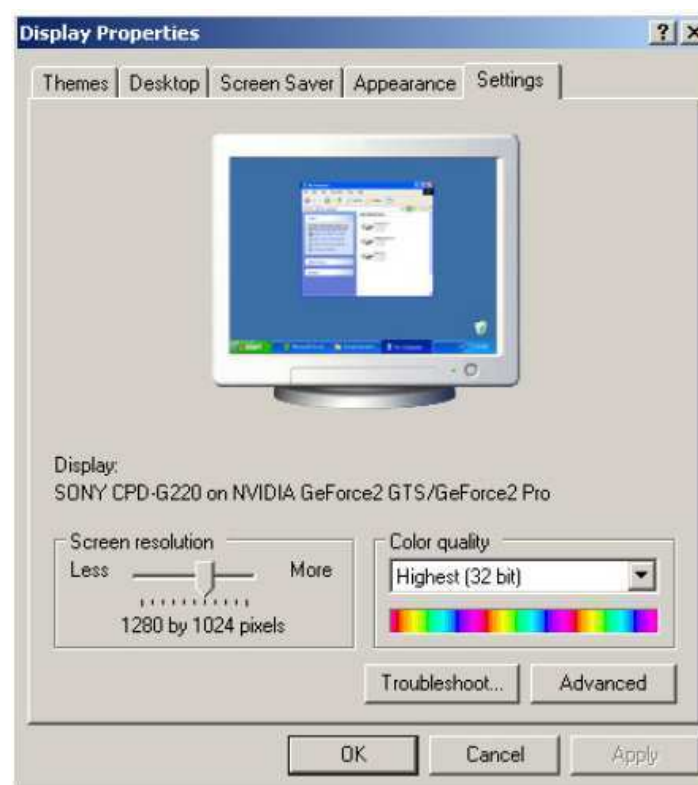 Display Properties
Themes Desktop Screen Saver Appearance Settings
Display:
SONY CPD-G220 on NVIDIA GeForce2 GTS/GeForce2 Pro
Screen resolution
Less More
1280 by 1024 pixels
Color quality
Highest (32 bit)
Troubleshoot... Advanced
OK Cancel Apply